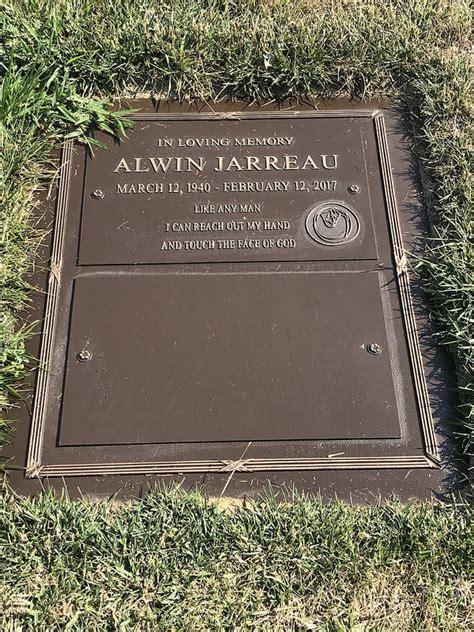 IN LOVING MEMORY
ALWIN JARREAU
MARCH 12, 1940 - FEBRUARY 12, 2017
LIKE ANY MAN
I CAN REACH OUT MY HAND
AND TOUCH THE FACE OF GOD